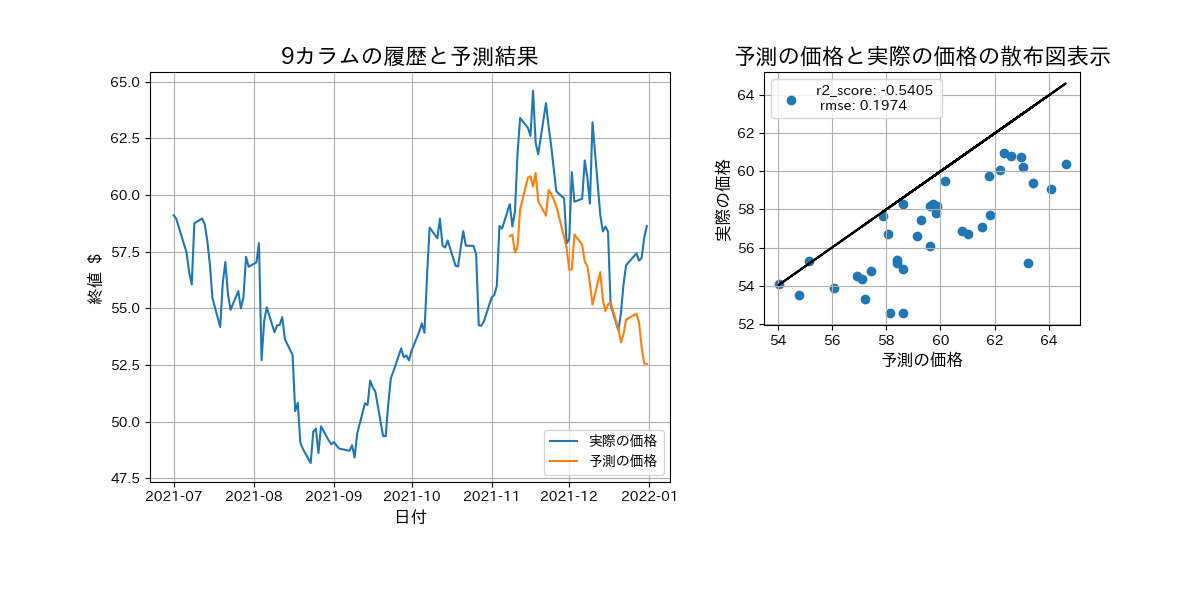 9カラムの履歴と予測結果
終値 $
65.0
62.5
60.0
57.5
55.0
52.5
50.0
47.5
2021-07
2021-08
2021-09
2021-10
2021-11
2021-12
2022-01
日付
実際の価格
予測の価格
予測の価格と実際の価格の散布図表示
r2_score: -0.5405
rmse: 0.1974
実際の価格
64
62
60
58
56
54
52
54
56
58
60
62
64
予測の価格